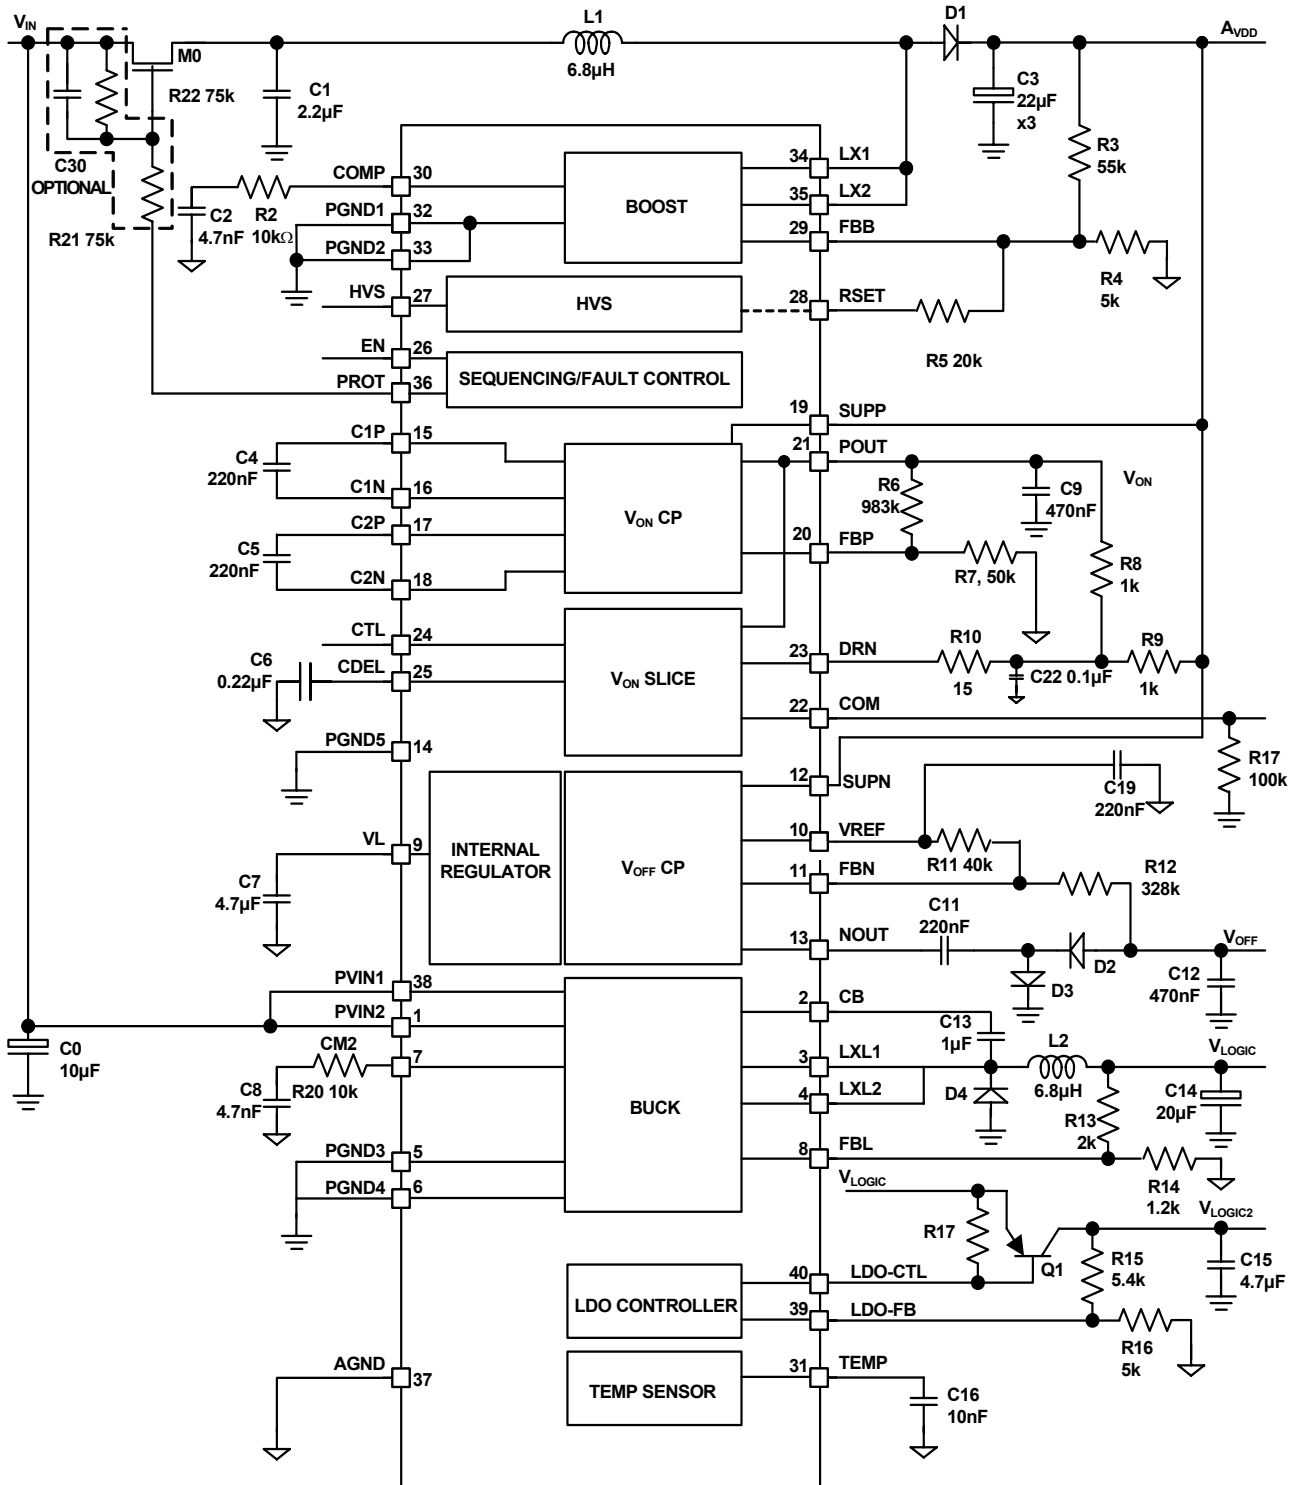 VIN
L1
D1
AVDD
M0
6.8µH
C3
22µF
x3
R22 75k
C1
2.2µF
R3
55k
C30
OPTIONAL
COMP
30
34
LX1
R21 75k
C2
4.7nF
R2
10kΩ
PGND1
32
BOOST
35
LX2
PGND2
33
29
FBB
R4
5k
HVS
27
HVS
28
RSET
R5 20k
EN
26
SEQUENCING/FAULT CONTROL
PROT
36
19
SUPP
C1P
15
21
POUT
C4
220nF
R6
983k
C9
470nF
VON
C1N
16
VON CP
C2P
17
20
FBP
C5
220nF
R7, 50k
R8
1k
C2N
18
CTL
24
23
DRN
R10
15
R9
1k
C6
0.22µF
CDEL
25
VON SLICE
C22 0.1µF
22
COM
PGND5
14
R17
100k
12
SUPN
C19
220nF
VL
9
INTERNAL
REGULATOR
VOFF CP
10
VREF
R11 40k
C7
4.7µF
11
FBN
R12
328k
C11
220nF
13
NOUT
VOFF
D2
D3
C12
470nF
PVIN1
38
2
CB
PVIN2
1
C13
1µF
C0
10µF
CM2
7
3
LXL1
L2
6.8µH
VLOGIC
R20 10k
C8
4.7nF
BUCK
4
LXL2
D4
R13
2k
C14
20µF
PGND3
5
8
FBL
PGND4
6
VLOGIC
R14
1.2k
VLOGIC2
R17
Q1
R15
5.4k
C15
4.7µF
LDO CONTROLLER
40
LDO-CTL
39
LDO-FB
R16
5k
AGND
37
TEMP SENSOR
31
TEMP
C16
10nF